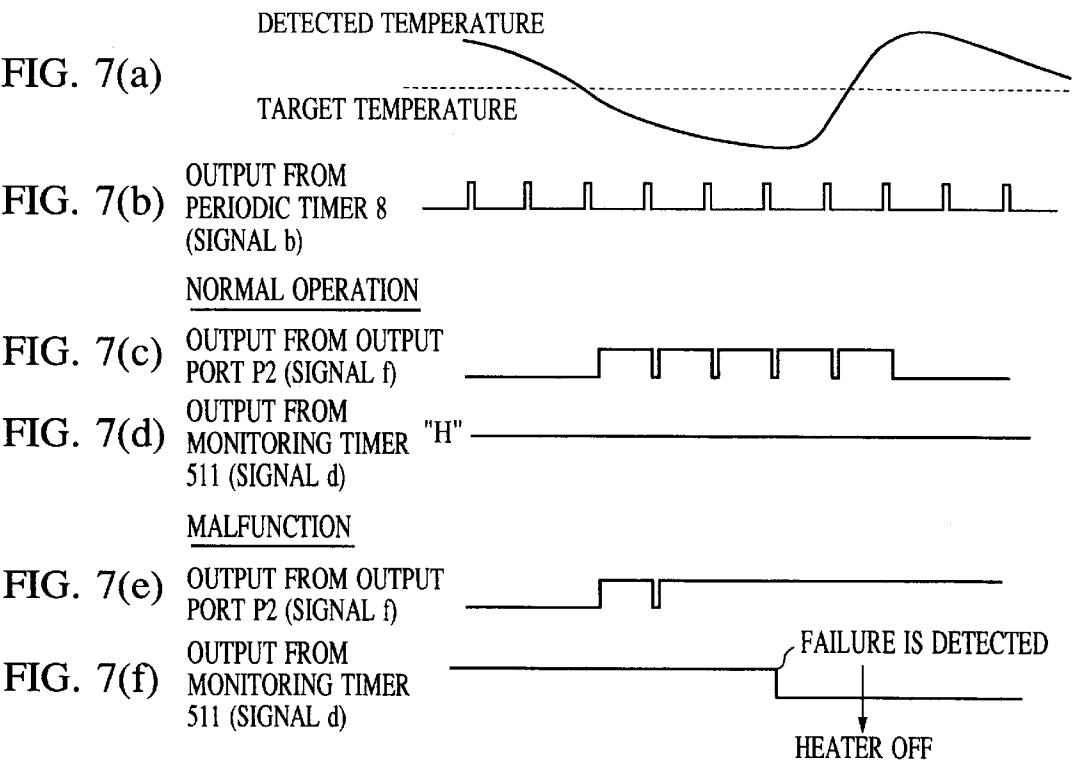 DETECTED TEMPERATURE
FIG. 7(a)
TARGET TEMPERATURE
FIG. 7(b)
OUTPUT FROM
PERIODIC TIMER 8
(SIGNAL b)
NORMAL OPERATION
FIG. 7(c)
OUTPUT FROM OUTPUT
PORT P2 (SIGNAL f)
FIG. 7(d)
OUTPUT FROM
MONITORING TIMER
511 (SIGNAL d)
"H"
MALFUNCTION
FIG. 7(e)
OUTPUT FROM OUTPUT
PORT P2 (SIGNAL f)
FIG. 7(f)
OUTPUT FROM
MONITORING TIMER
511 (SIGNAL d)
FAILURE IS DETECTED
HEATER OFF